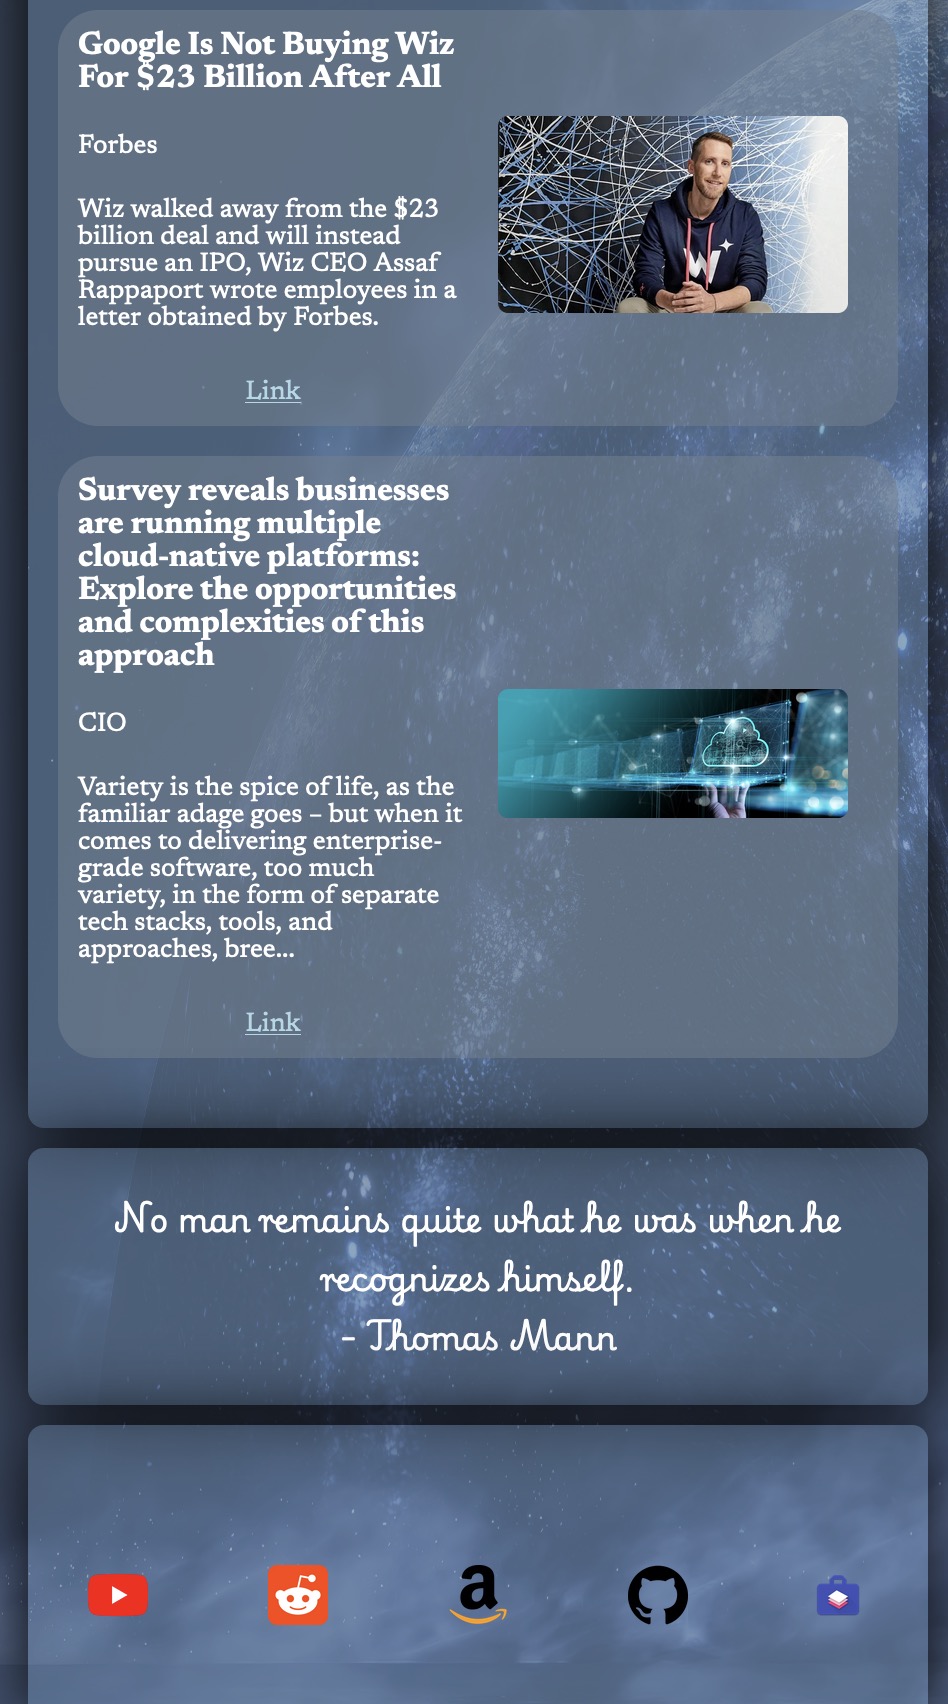 Google Is Not Buying Wiz
For $23 Billion After All
Forbes
Wiz walked away from the $23
billion deal and will instead
pursue an IPO, Wiz CEO Assaf
Rappaport wrote employees in a
letter obtained by Forbes.
Link
Survey reveals businesses
are running multiple
cloud-native platforms:
Explore the opportunities
and complexities of this
approach
CIO
Variety is the spice of life, as the
familiar adage goes – but when it
comes to delivering enterprise-
grade software, too much
variety, in the form of separate
tech stacks, tools, and
approaches, bree...
Link
No man remains quite what he was when he
recognizes himself.
- Thomas Mann